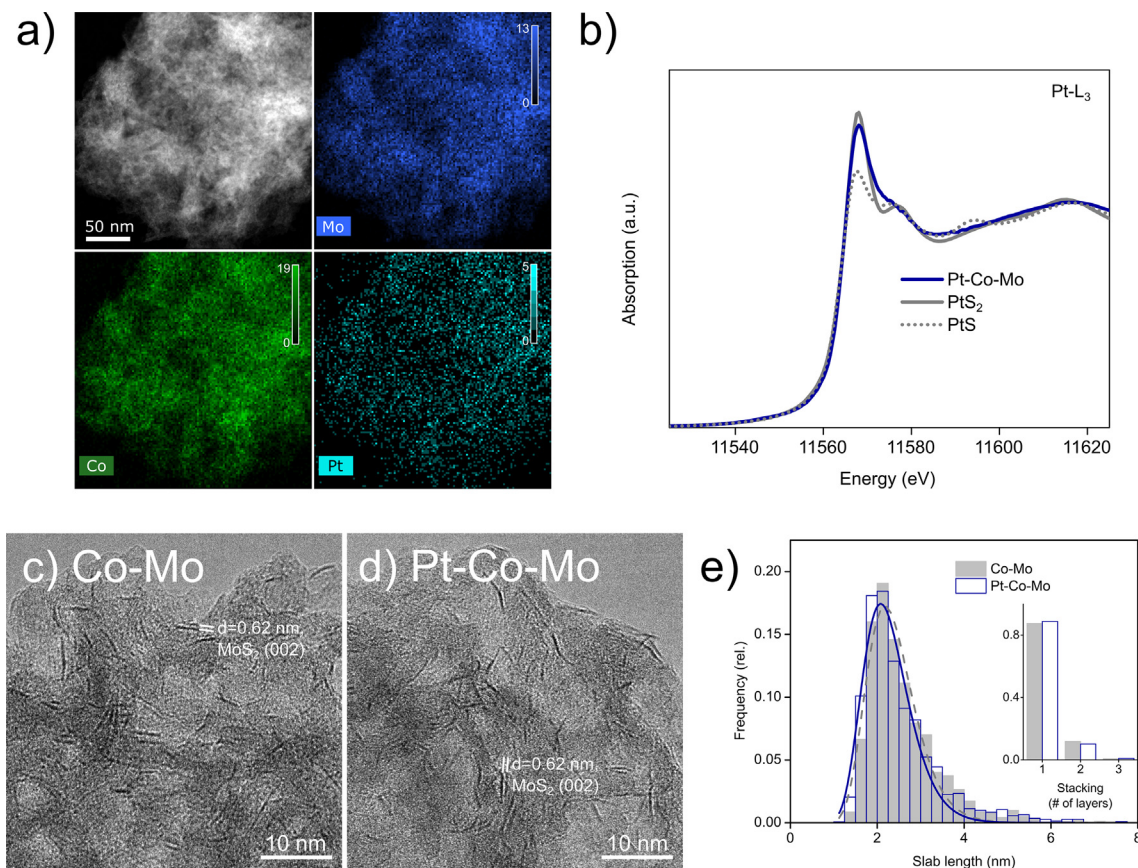 a)
13
0
50 nm
Mo
19
0
Co
5
0
Pt
b)
Pt-L₃
Absorption (a.u.)
Pt-Co-Mo
PtS₂
PtS
11540
11560
11580
11600
11620
Energy (eV)
c) Co-Mo
d=0.62 nm,
MoS₂ (002)
10 nm
d) Pt-Co-Mo
d=0.62 nm,
MoS₂ (002)
10 nm
e)
Frequency (rel.)
0.20
0.15
0.10
0.05
0.00
Co-Mo
Pt-Co-Mo
0.8
0.4
0.0
1
2
3
Stacking
(# of layers)
0
2
4
6
8
Slab length (nm)